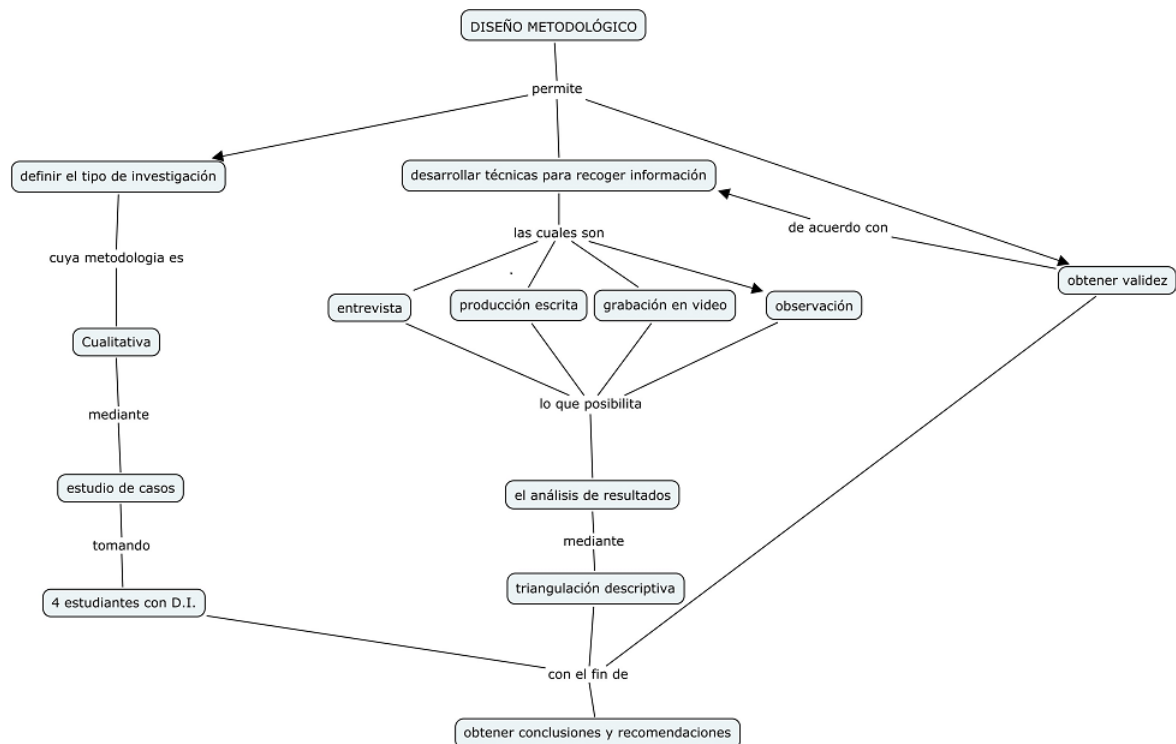 DISEÑO METODOLÓGICO
permite
definir el tipo de investigación
desarrollar técnicas para recoger información
de acuerdo con
las cuales son
cuya metodologia es
obtener validez
entrevista
producción escrita
grabación en video
observación
Cualitativa
lo que posibilita
mediante
estudio de casos
el análisis de resultados
tomando
mediante
4 estudiantes con D.I.
triangulación descriptiva
con el fin de
obtener conclusiones y recomendaciones